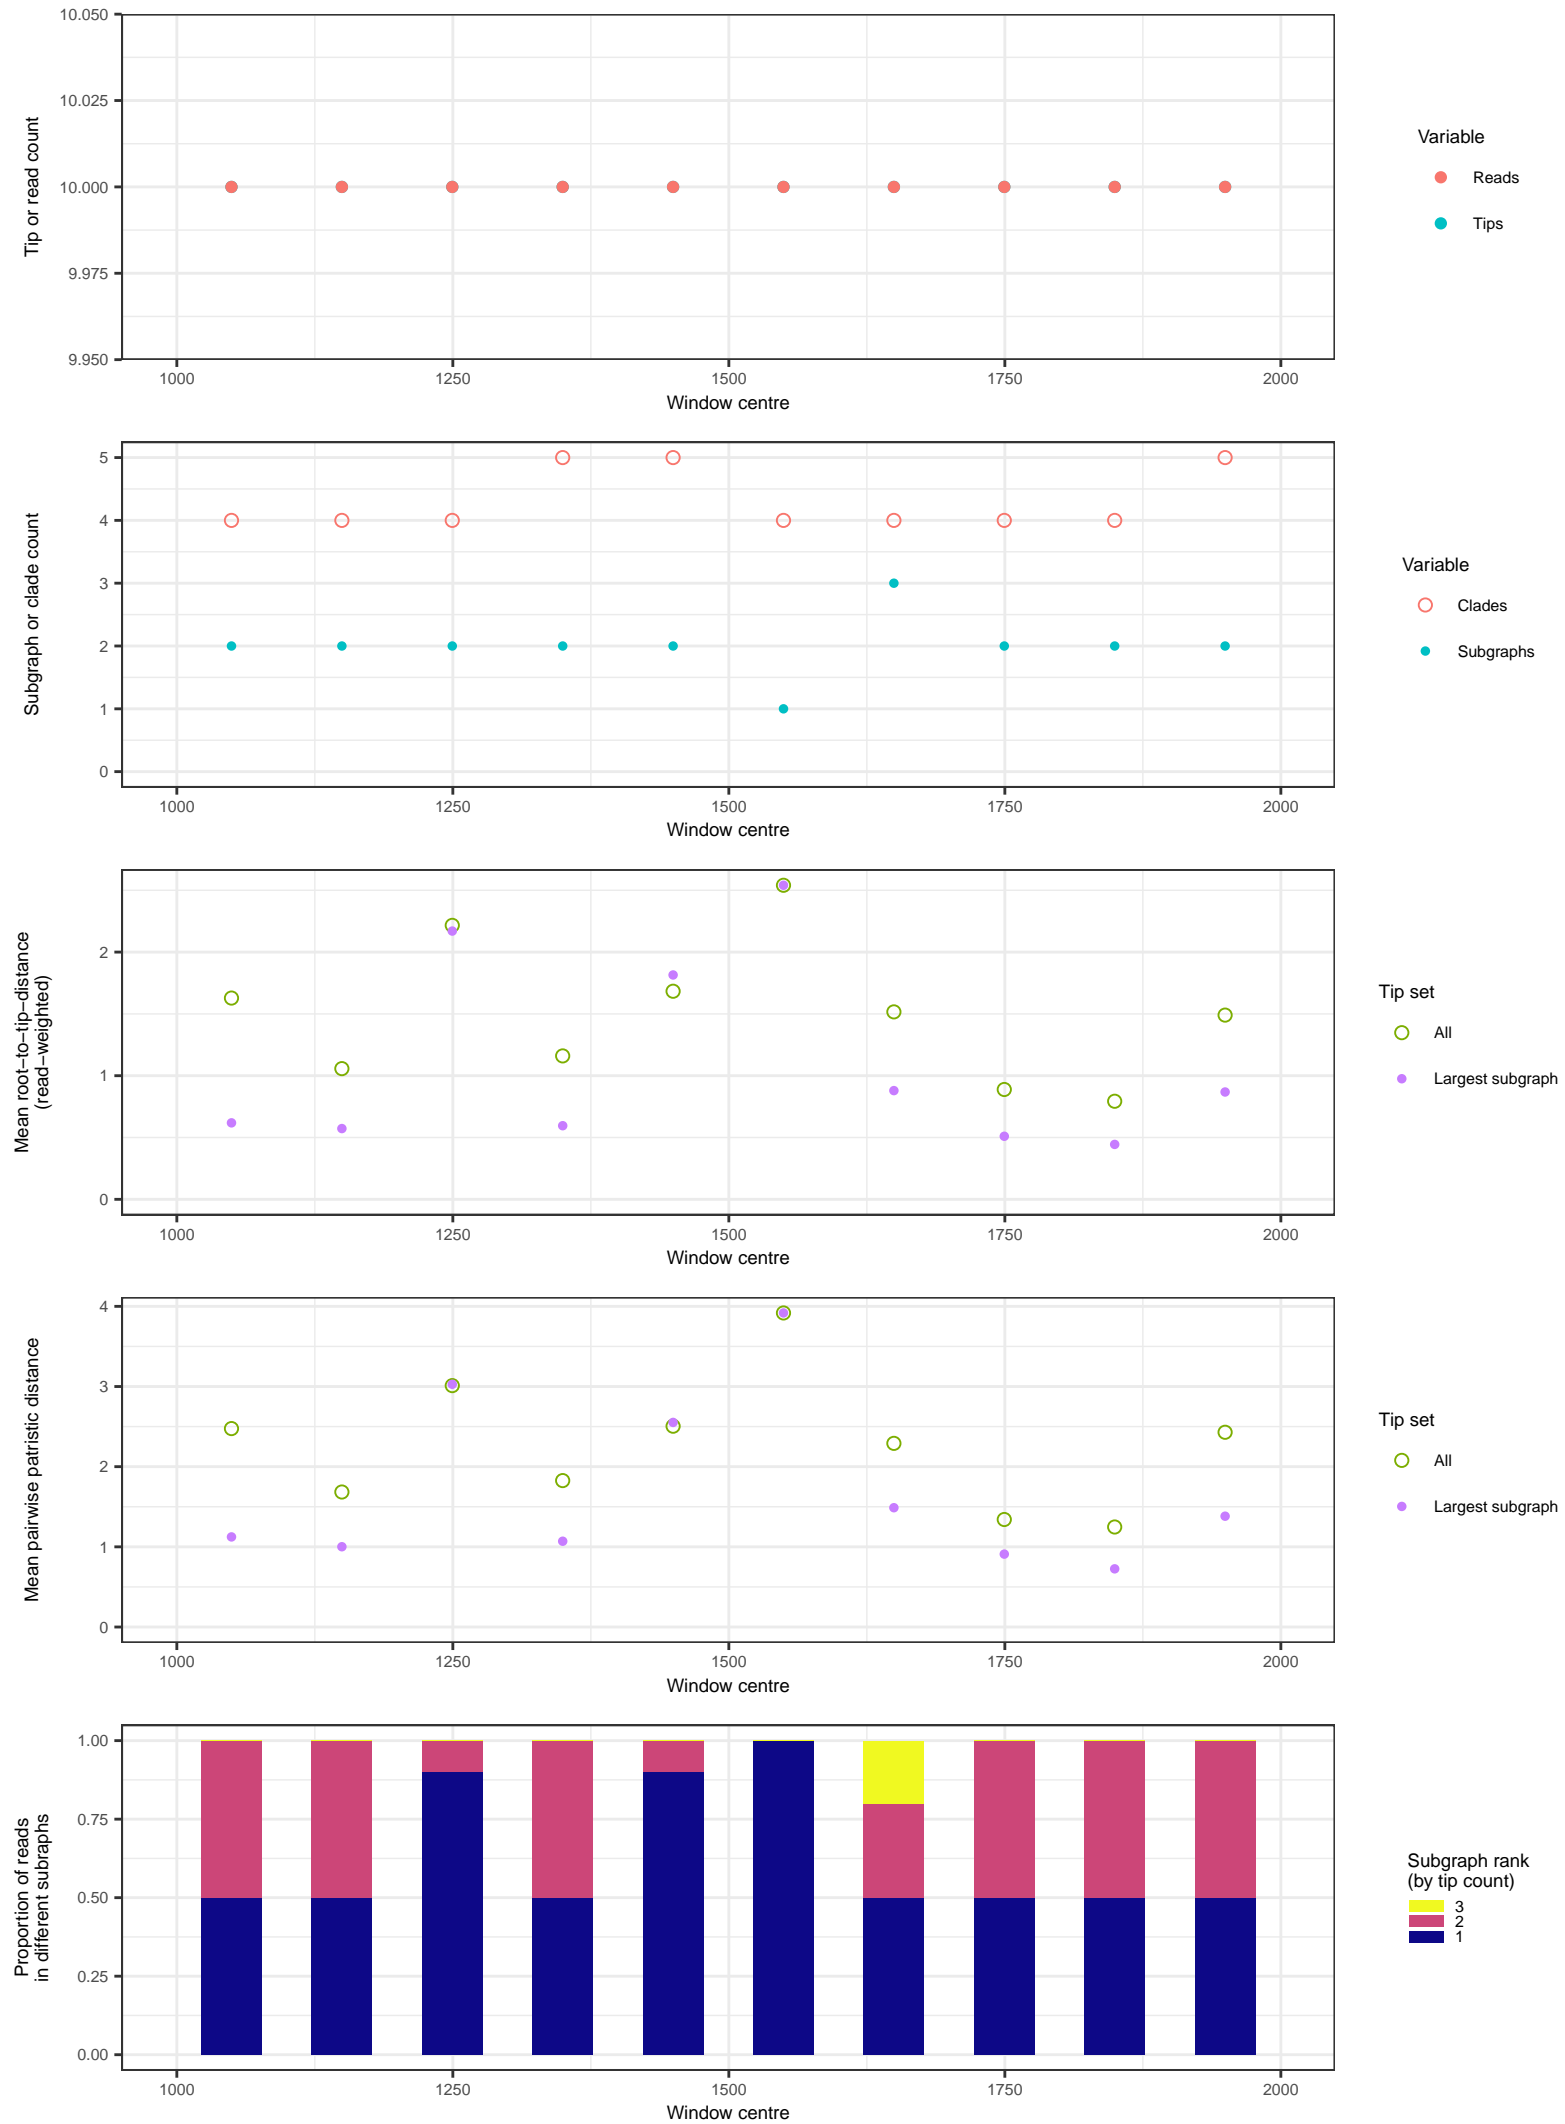 10.050
10.025
10.000
9.975
9.950
Tip or read count
1000 1250 1500 1750 2000
Window centre
Variable
Reads
Tips
5
4
3
2
1
0
Subgraph or clade count
1000 1250 1500 1750 2000
Window centre
Variable
Clades
Subgraphs
2
1
0
Mean root−to−tip−distance
(read−weighted)
1000 1250 1500 1750 2000
Window centre
Tip set
All
Largest subgraph
4
3
2
1
0
Mean pairwise patristic distance
1000 1250 1500 1750 2000
Window centre
Tip set
All
Largest subgraph
1.00
0.75
0.50
0.25
0.00
Proportion of reads
in different subraphs
1000 1250 1500 1750 2000
Window centre
Subgraph rank
(by tip count)
3
2
1